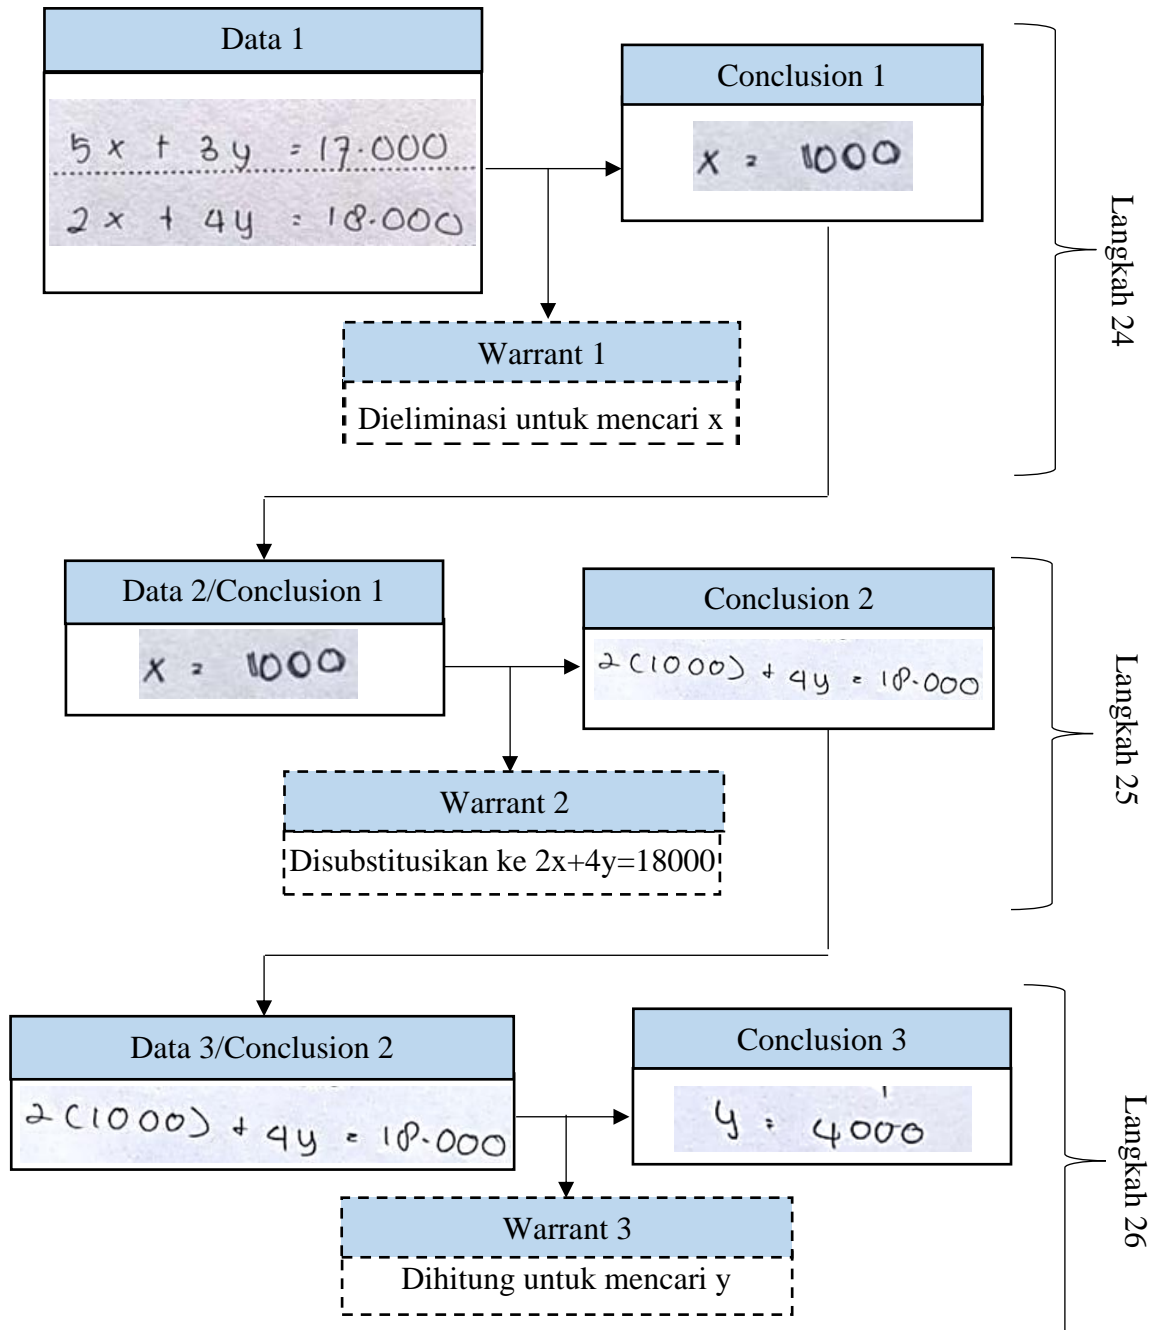 Data 1
5x + 3y = 17.000
2x + 4y = 18.000
Conclusion 1
x = 1000
Warrant 1
Dieliminasi untuk mencari x
Langkah 24
Data 2/Conclusion 1
x = 1000
Conclusion 2
2(1000) + 4y = 18.000
Warrant 2
Disubstitusikan ke 2x+4y=18000
Langkah 25
Data 3/Conclusion 2
2(1000) + 4y = 18.000
Conclusion 3
y = 4000
Warrant 3
Dihitung untuk mencari y
Langkah 26